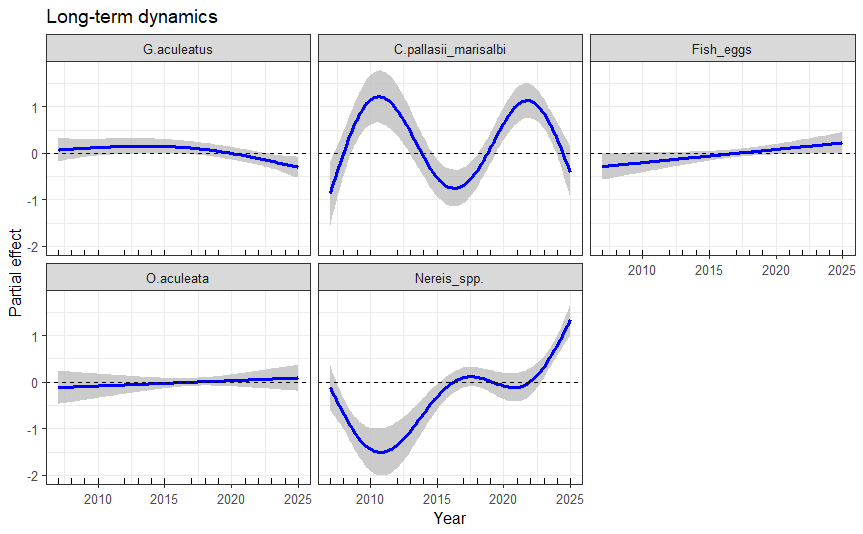 Long-term dynamics
G.aculeatus C.pallasii_marisalbi Fish_eggs
1
0
-1
-2
2010 2015 2020 2025
O.aculeata Nereis_spp.
1
0
-1
-2
2010 2015 2020 2025 2010 2015 2020 2025
Year
Partial effect